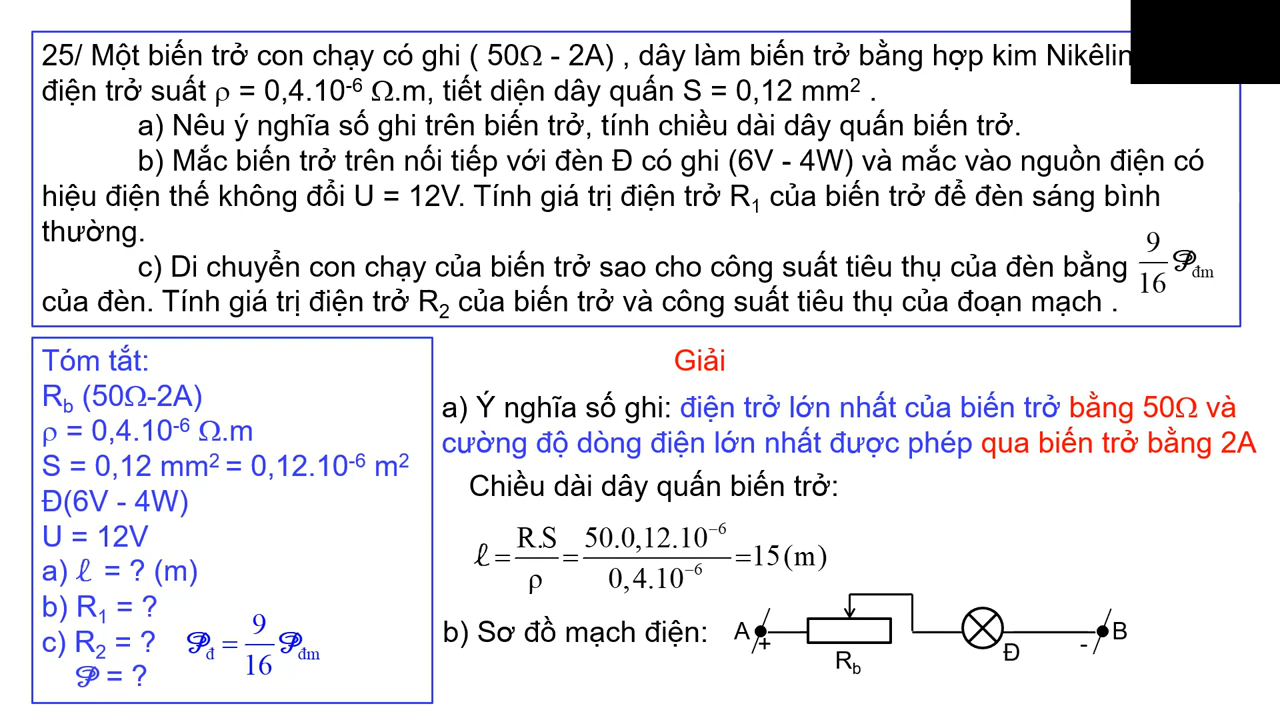 25/ Một biến trở con chạy có ghi ( 50Ω - 2A) , dây làm biến trở bằng hợp kim Nikêlin
điện trở suất ρ = 0,4.10⁻⁶ Ω.m, tiết diện dây quấn S = 0,12 mm² .
a) Nêu ý nghĩa số ghi trên biến trở, tính chiều dài dây quấn biến trở.
b) Mắc biến trở trên nối tiếp với đèn Đ có ghi (6V - 4W) và mắc vào nguồn điện có
hiệu điện thế không đổi U = 12V. Tính giá trị điện trở R₁ của biến trở để đèn sáng bình
thường.
c) Di chuyển con chạy của biến trở sao cho công suất tiêu thụ của đèn bằng 9/16 𝒫đm
của đèn. Tính giá trị điện trở R₂ của biến trở và công suất tiêu thụ của đoạn mạch .
Tóm tắt:
R_b (50Ω-2A)
ρ = 0,4.10⁻⁶ Ω.m
S = 0,12 mm² = 0,12.10⁻⁶ m²
Đ(6V - 4W)
U = 12V
a) ℓ = ? (m)
b) R₁ = ?
c) R₂ = ? 𝒫đ = 9/16 𝒫đm
𝒫 = ?
Giải
a) Ý nghĩa số ghi: điện trở lớn nhất của biến trở bằng 50Ω và
cường độ dòng điện lớn nhất được phép qua biến trở bằng 2A
Chiều dài dây quấn biến trở:
ℓ = R.S/ρ = 50.0,12.10⁻⁶/0,4.10⁻⁶ = 15(m)
b) Sơ đồ mạch điện: A + R_b Đ - B